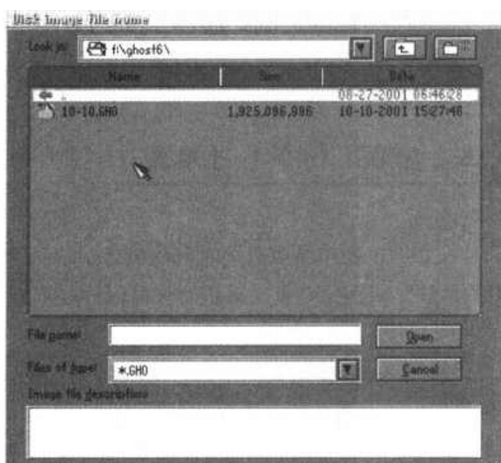 Disk Image file name
Look in: f:\ghost6\
Name Size Date
. 08-27-2001 06:46:28
10-10.GHO 1,925,096,996 10-10-2001 15:27:46
File name: Open
Files of type: *.GHO Cancel
Image file description: